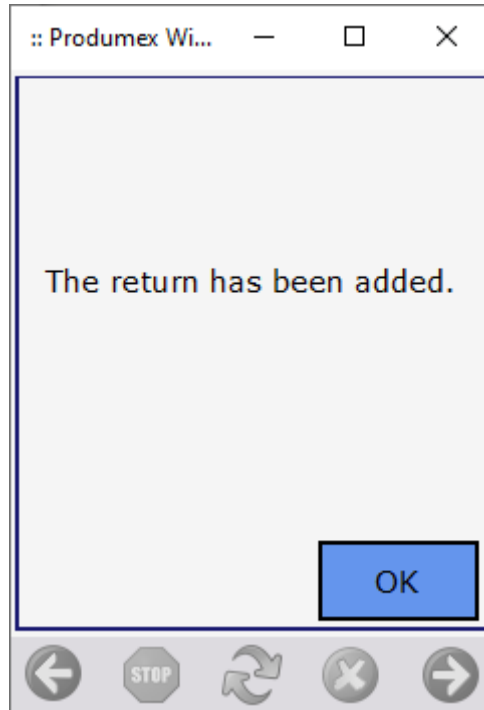 :: Produmex Wi...
The return has been added.
OK
STOP